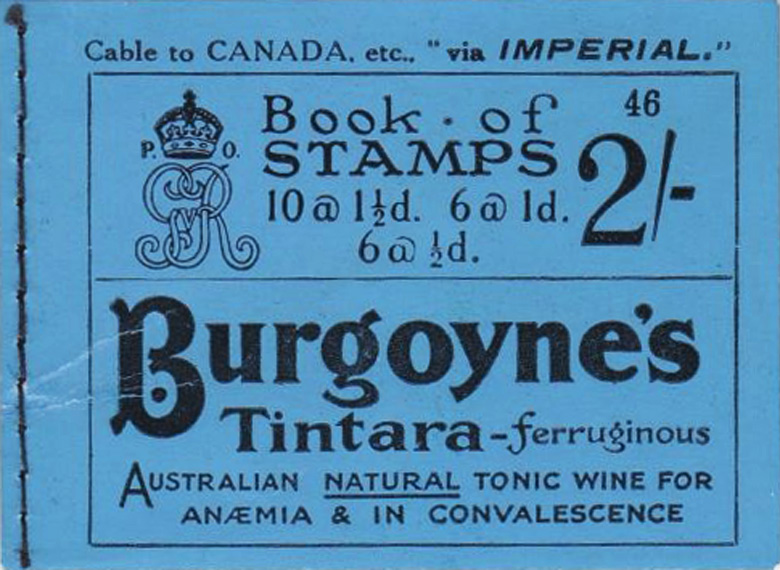 Cable to CANADA, etc., "via IMPERIAL."
P. O.
GR
Book · of
46
STAMPS
2/-
10 @ 1½d. 6 @ 1d.
6 @ ½d.
Burgoyne's
Tintara-ferruginous
AUSTRALIAN NATURAL TONIC WINE FOR
ANÆMIA & IN CONVALESCENCE